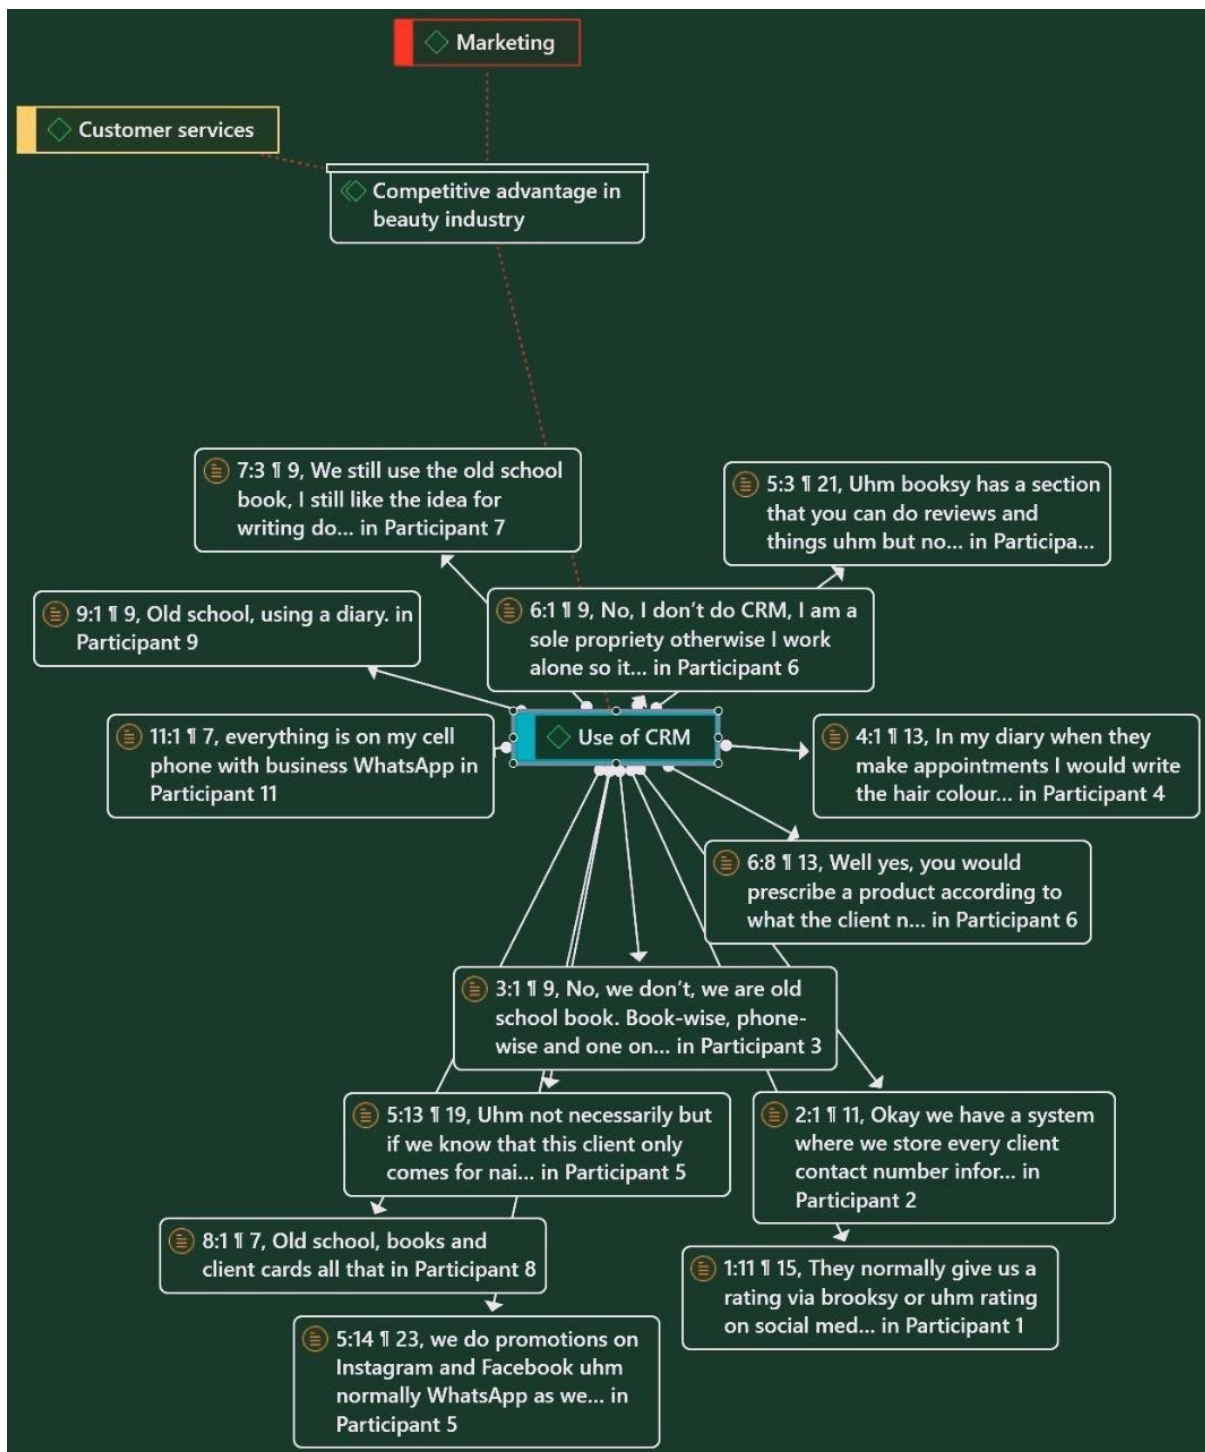 Marketing
Customer services
Competitive advantage in
beauty industry
7:3 ¶ 9, We still use the old school
book, I still like the idea for
writing do... in Participant 7
5:3 ¶ 21, Uhm booksy has a section
that you can do reviews and
things uhm but no... in Participa...
9:1 ¶ 9, Old school, using a diary. in
Participant 9
6:1 ¶ 9, No, I don’t do CRM, I am a
sole propriety otherwise I work
alone so it... in Participant 6
11:1 ¶ 7, everything is on my cell
phone with business WhatsApp in
Participant 11
Use of CRM
4:1 ¶ 13, In my diary when they
make appointments I would write
the hair colour... in Participant 4
6:8 ¶ 13, Well yes, you would
prescribe a product according to
what the client n... in Participant 6
3:1 ¶ 9, No, we don’t, we are old
school book. Book-wise, phone-
wise and one on... in Participant 3
5:13 ¶ 19, Uhm not necessarily but
if we know that this client only
comes for nai... in Participant 5
2:1 ¶ 11, Okay we have a system
where we store every client
contact number infor... in
Participant 2
8:1 ¶ 7, Old school, books and
client cards all that in Participant 8
1:11 ¶ 15, They normally give us a
rating via brooksy or uhm rating
on social med... in Participant 1
5:14 ¶ 23, we do promotions on
Instagram and Facebook uhm
normally WhatsApp as we... in
Participant 5